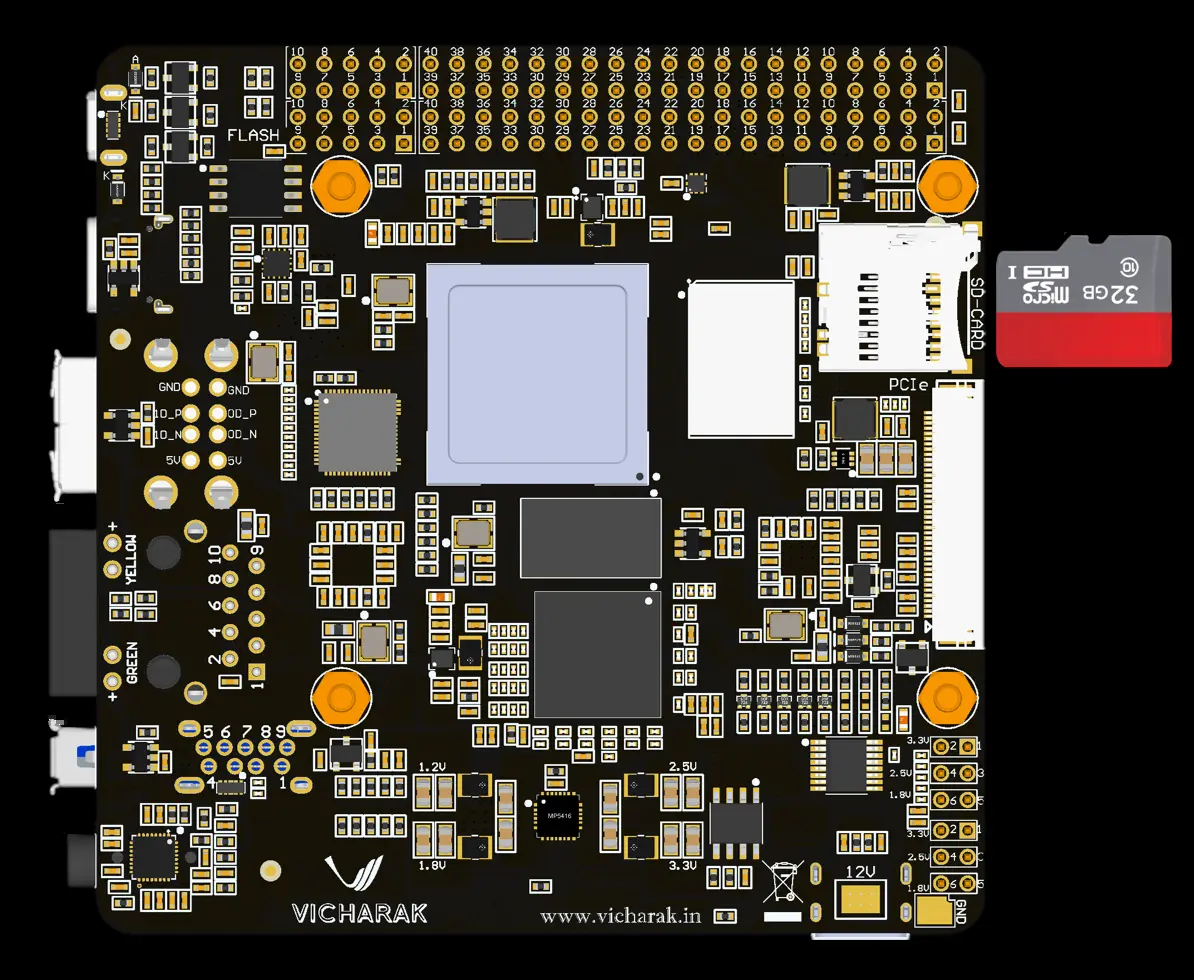 10 8 6 4 2 40 38 36 34 32 30 28 26 24 22 20 18 16 14 12 10 8 6 4 2
9 7 5 3 1 39 37 35 33 31 29 27 25 23 21 19 17 15 13 11 9 7 5 3 1
10 8 6 4 2 40 38 36 34 32 30 28 26 24 22 20 18 16 14 12 10 8 6 4 2
9 7 5 3 1 39 37 35 33 31 29 27 25 23 21 19 17 15 13 11 9 7 5 3 1
A
K
FLASH
K
SD-CARD
32GB
micro
SD
HC I
10
PCIe
GND GND
1D_P 0D_P
1D_N 0D_N
5V 5V
+
YELLOW
GREEN
+
10 9
8
6
4
2
1
5 6 7 8 9
4 1
1.2V
2.5V
1.8V
3.3V
MP5416
3.3V 2 1
2.5V 4 3
1.8V 6 5
3.3V 2 1
2.5V 4
1.8V 6 5
12V
GND
VICHARAK
www.vicharak.in